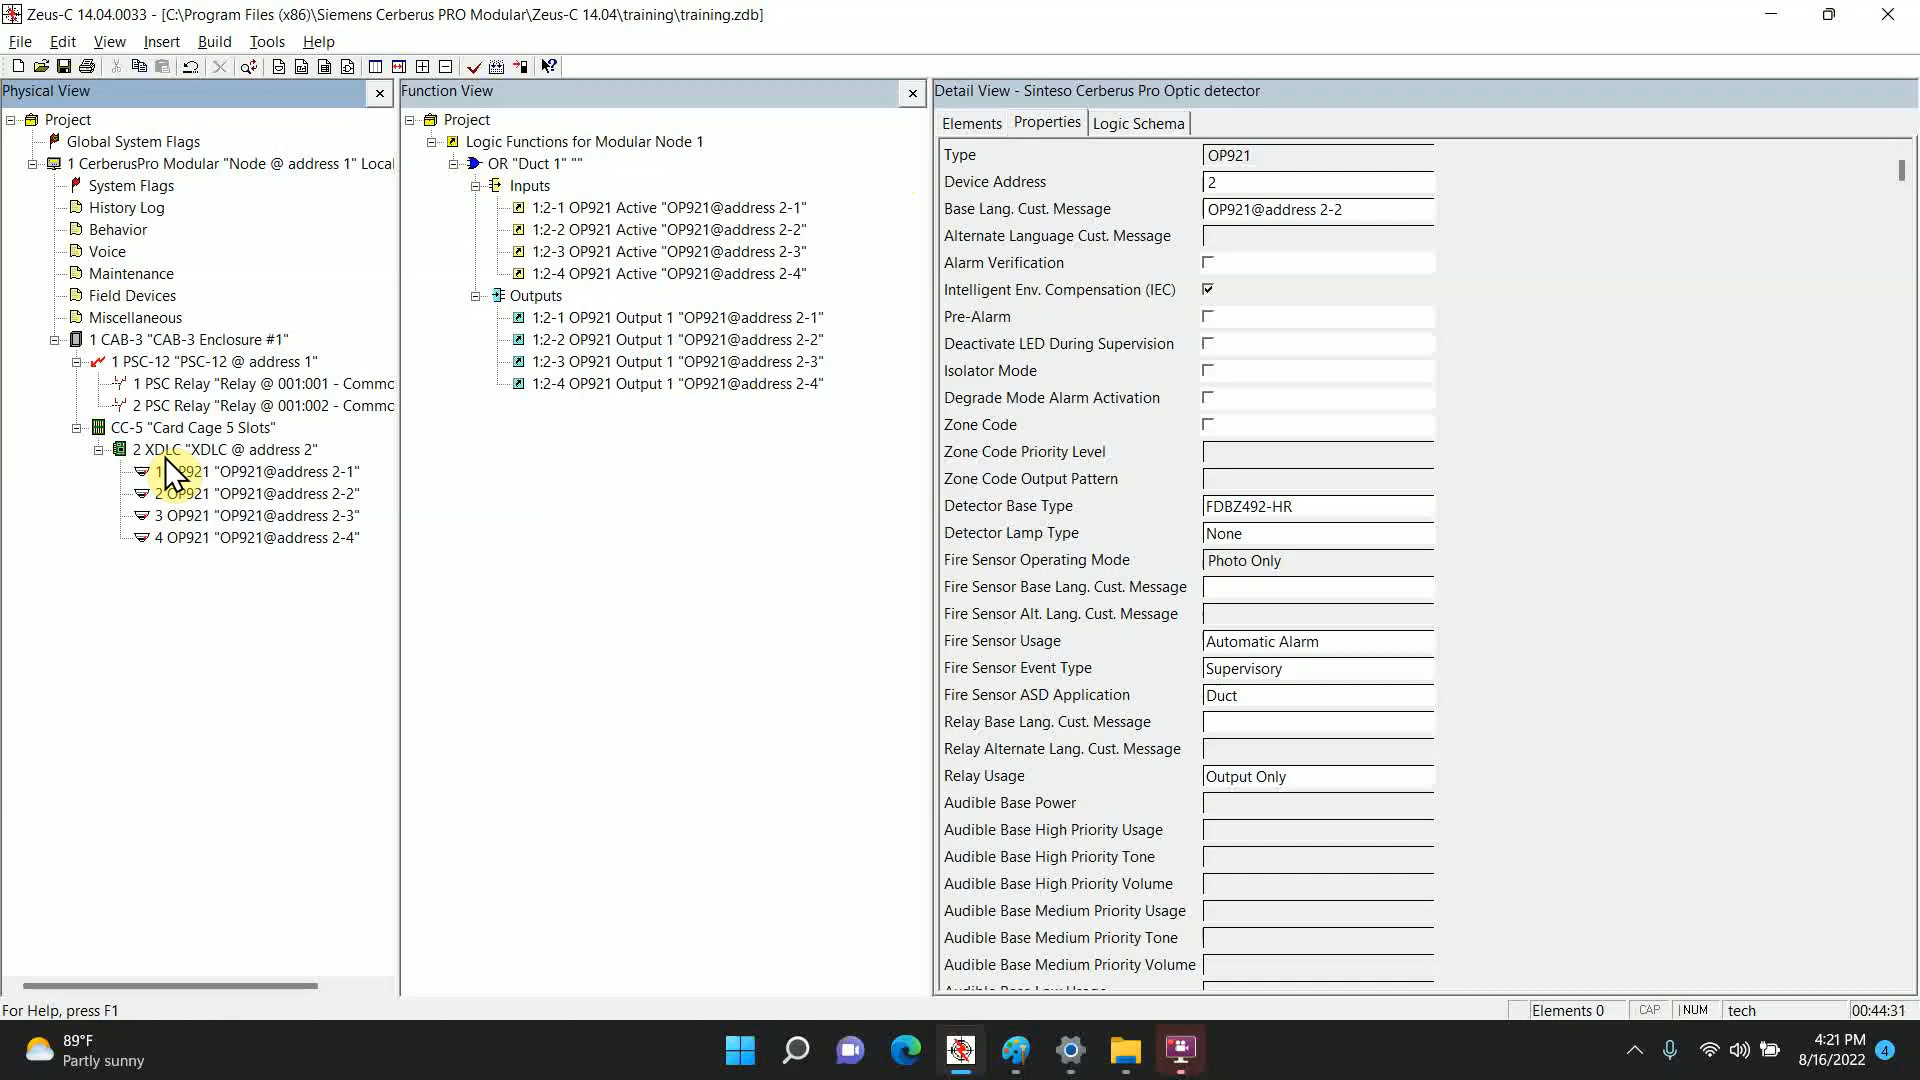 Zeus-C 14.04.0033 - [C:\Program Files (x86)\Siemens Cerberus PRO Modular\Zeus-C 14.04\training\training.zdb]
File Edit View Insert Build Tools Help
Physical View
Project
Global System Flags
1 CerberusPro Modular "Node @ address 1" Local
System Flags
History Log
Behavior
Voice
Maintenance
Field Devices
Miscellaneous
1 CAB-3 "CAB-3 Enclosure #1"
1 PSC-12 "PSC-12 @ address 1"
1 PSC Relay "Relay @ 001:001 - Commo
2 PSC Relay "Relay @ 001:002 - Commo
CC-5 "Card Cage 5 Slots"
2 XDLC "XDLC @ address 2"
1 OP921 "OP921@address 2-1"
2 OP921 "OP921@address 2-2"
3 OP921 "OP921@address 2-3"
4 OP921 "OP921@address 2-4"
Function View
Project
Logic Functions for Modular Node 1
OR "Duct 1" ""
Inputs
1:2-1 OP921 Active "OP921@address 2-1"
1:2-2 OP921 Active "OP921@address 2-2"
1:2-3 OP921 Active "OP921@address 2-3"
1:2-4 OP921 Active "OP921@address 2-4"
Outputs
1:2-1 OP921 Output 1 "OP921@address 2-1"
1:2-2 OP921 Output 1 "OP921@address 2-2"
1:2-3 OP921 Output 1 "OP921@address 2-3"
1:2-4 OP921 Output 1 "OP921@address 2-4"
Detail View - Sinteso Cerberus Pro Optic detector
Elements Properties Logic Schema
Type OP921
Device Address 2
Base Lang. Cust. Message OP921@address 2-2
Alternate Language Cust. Message
Alarm Verification
Intelligent Env. Compensation (IEC)
Pre-Alarm
Deactivate LED During Supervision
Isolator Mode
Degrade Mode Alarm Activation
Zone Code
Zone Code Priority Level
Zone Code Output Pattern
Detector Base Type FDBZ492-HR
Detector Lamp Type None
Fire Sensor Operating Mode Photo Only
Fire Sensor Base Lang. Cust. Message
Fire Sensor Alt. Lang. Cust. Message
Fire Sensor Usage Automatic Alarm
Fire Sensor Event Type Supervisory
Fire Sensor ASD Application Duct
Relay Base Lang. Cust. Message
Relay Alternate Lang. Cust. Message
Relay Usage Output Only
Audible Base Power
Audible Base High Priority Usage
Audible Base High Priority Tone
Audible Base High Priority Volume
Audible Base Medium Priority Usage
Audible Base Medium Priority Tone
Audible Base Medium Priority Volume
For Help, press F1
Elements 0 CAP NUM tech 00:44:31
89°F
Partly sunny
4:21 PM
8/16/2022
4